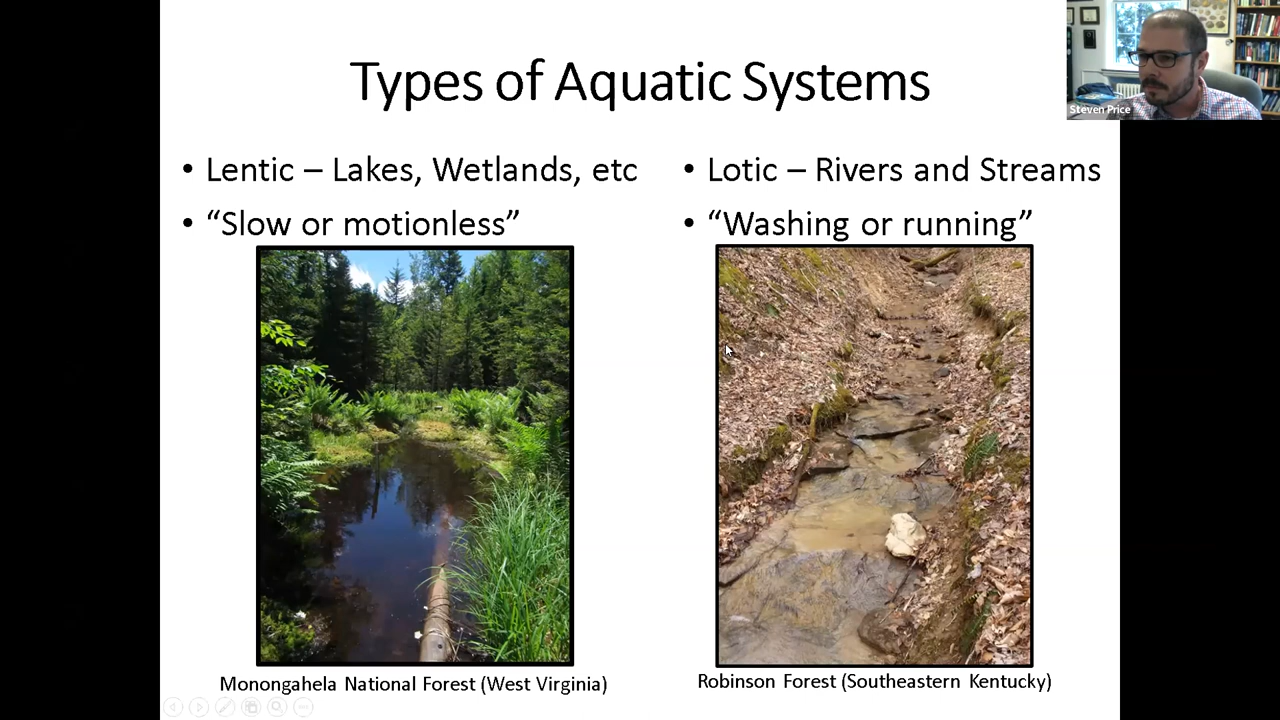 Types of Aquatic Systems
• Lentic – Lakes, Wetlands, etc
• “Slow or motionless”
• Lotic – Rivers and Streams
• “Washing or running”
Monongahela National Forest (West Virginia)
Robinson Forest (Southeastern Kentucky)
Steven Price